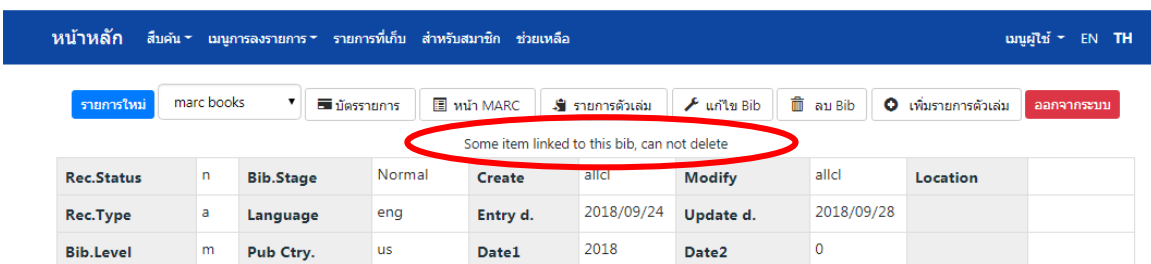 หน้าหลัก สืบค้น เมนูการลงรายการ รายการที่เก็บ สำหรับสมาชิก ช่วยเหลือ เมนูผู้ใช้ EN TH
รายการใหม่ marc books บัตรรายการ หน้า MARC รายการตัวเล่ม แก้ไข Bib ลบ Bib เพิ่มรายการตัวเล่ม ออกจากระบบ
Some item linked to this bib, can not delete
Rec.Status n Bib.Stage Normal Create allcl Modify allcl Location
Rec.Type a Language eng Entry d. 2018/09/24 Update d. 2018/09/28
Bib.Level m Pub Ctry. us Date1 2018 Date2 0